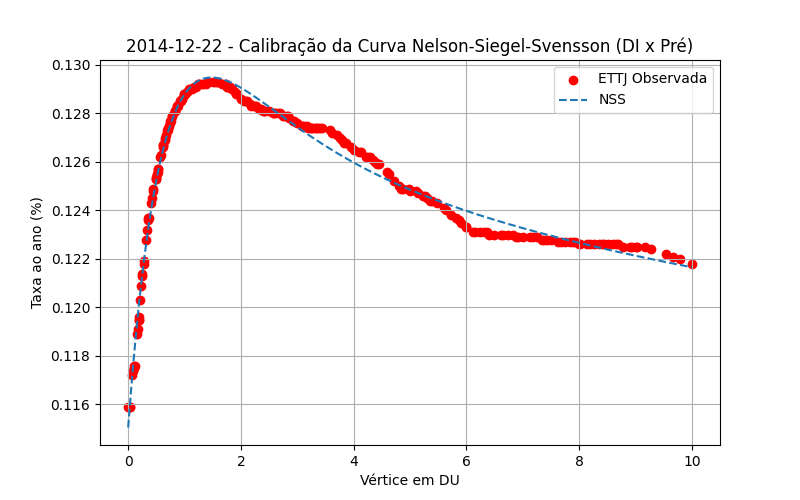 2014-12-22 - Calibração da Curva Nelson-Siegel-Svensson (DI x Pré)
ETTJ Observada
NSS
Taxa ao ano (%)
0.130
0.128
0.126
0.124
0.122
0.120
0.118
0.116
0 2 4 6 8 10
Vértice em DU